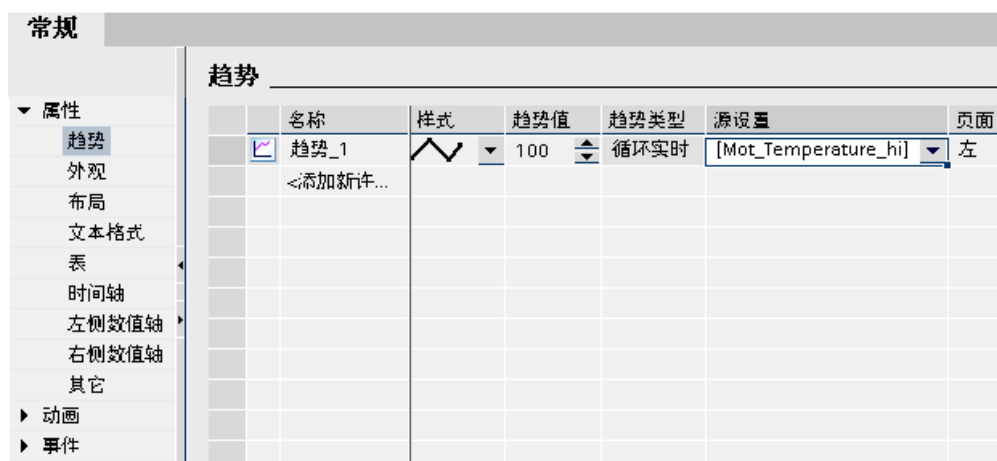 常规
趋势
属性
趋势
外观
布局
文本格式
表
时间轴
左侧数值轴
右侧数值轴
其它
动画
事件
名称 样式 趋势值 趋势类型 源设置 页面
趋势_1 100 循环实时 [Mot_Temperature_hi] 左
<添加新许...